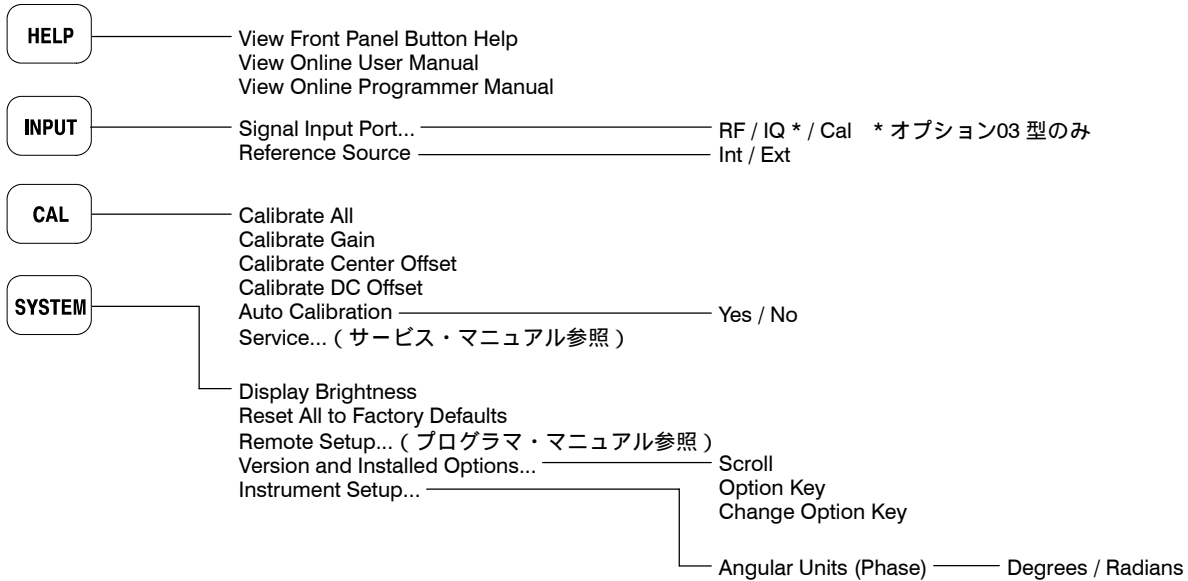 HELP
View Front Panel Button Help
View Online User Manual
View Online Programmer Manual
INPUT
Signal Input Port... RF / IQ * / Cal * オプション03 型のみ
Reference Source Int / Ext
CAL
Calibrate All
Calibrate Gain
Calibrate Center Offset
Calibrate DC Offset
SYSTEM
Auto Calibration Yes / No
Service... ( サービス・マニュアル参照 )
Display Brightness
Reset All to Factory Defaults
Remote Setup... ( プログラマ・マニュアル参照 )
Version and Installed Options... Scroll
Instrument Setup... Option Key
Change Option Key
Angular Units (Phase) Degrees / Radians